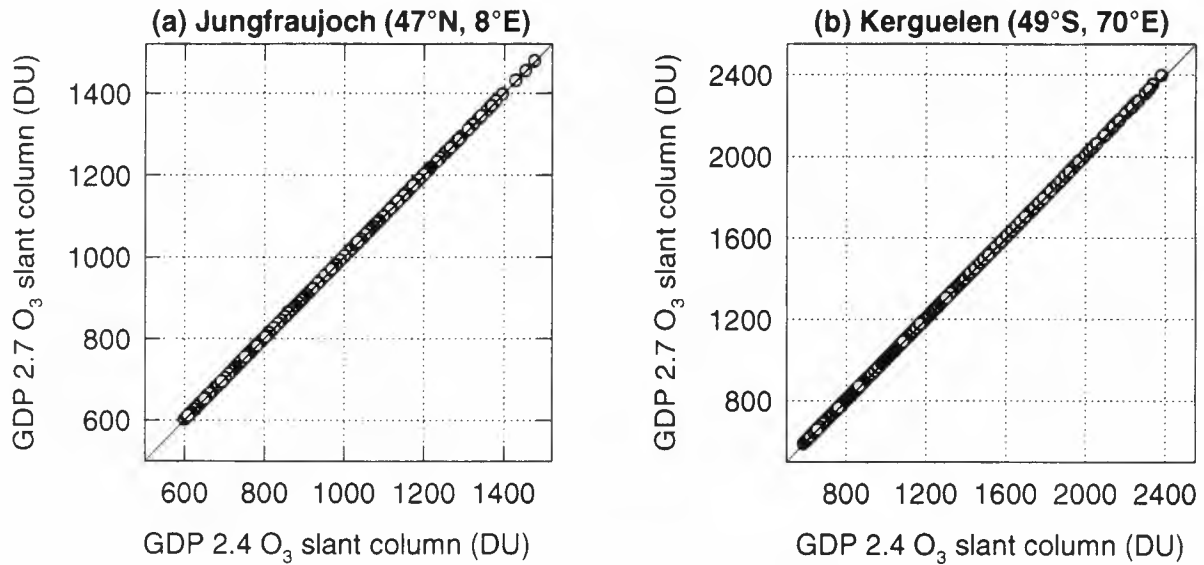 (a) Jungfraujoch (47°N, 8°E)
GDP 2.7 O₃ slant column (DU)
1400
1200
1000
800
600
600 800 1000 1200 1400
GDP 2.4 O₃ slant column (DU)
(b) Kerguelen (49°S, 70°E)
GDP 2.7 O₃ slant column (DU)
2400
2000
1600
1200
800
800 1200 1600 2000 2400
GDP 2.4 O₃ slant column (DU)